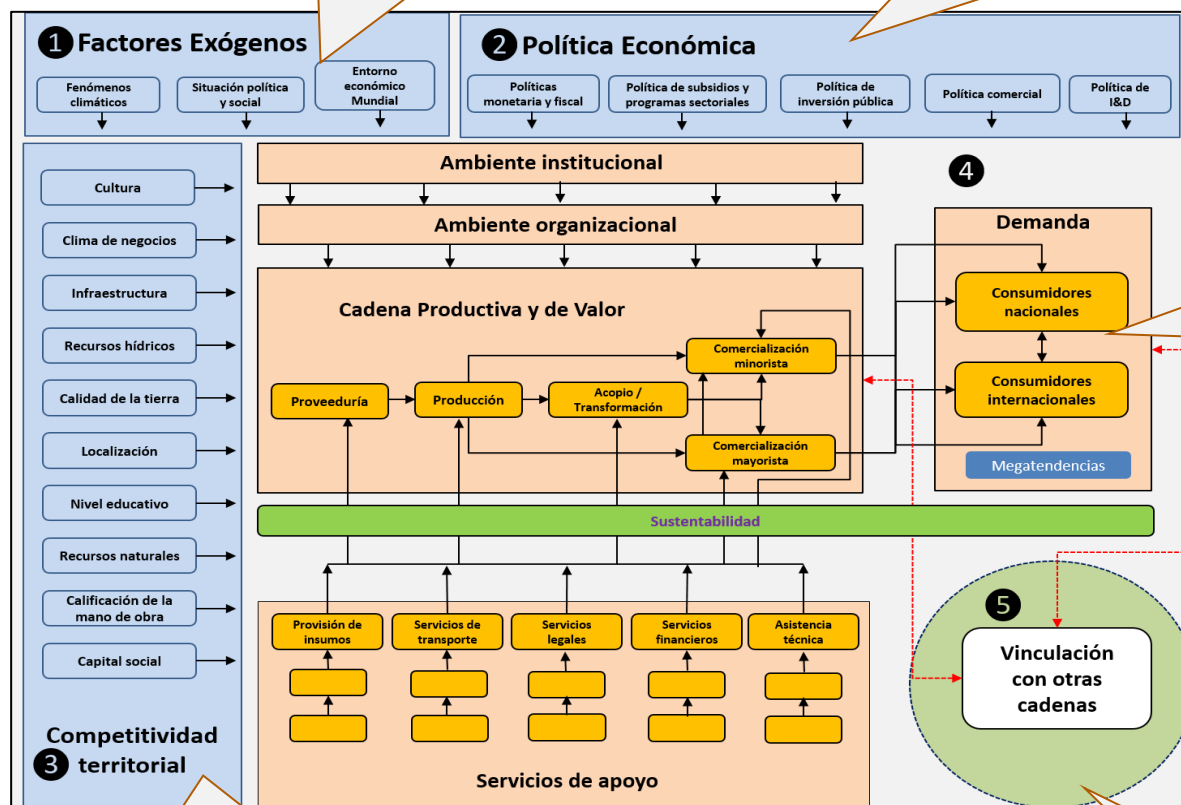 1 Factores Exógenos
Fenómenos
climáticos
Situación política
y social
Entorno
económico
Mundial
2 Política Económica
Políticas
monetaria y fiscal
Política de subsidios y
programas sectoriales
Política de
inversión pública
Política comercial
Política de
I&D
Cultura
Clima de negocios
Infraestructura
Recursos hídricos
Calidad de la tierra
Localización
Nivel educativo
Recursos naturales
Calificación de la
mano de obra
Capital social
Competitividad
3 territorial
Ambiente institucional
Ambiente organizacional
Cadena Productiva y de Valor
Proveeduría
Producción
Acopio /
Transformación
Comercialización
minorista
Comercialización
mayorista
4
Demanda
Consumidores
nacionales
Consumidores
internacionales
Megatendencias
Sustentabilidad
Provisión de
insumos
Servicios de
transporte
Servicios
legales
Servicios
financieros
Asistencia
técnica
Servicios de apoyo
5
Vinculación
con otras
cadenas